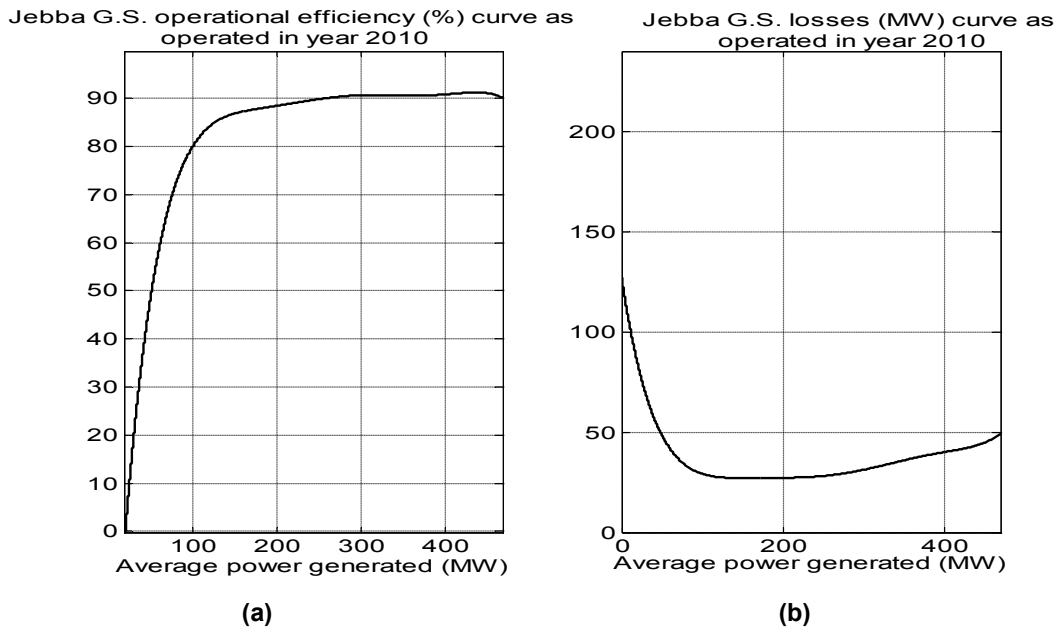 Jebba G.S. operational efficiency (%) curve as
operated in year 2010
90
80
70
60
50
40
30
20
10
0
100 200 300 400
Average power generated (MW)
(a)
Jebba G.S. losses (MW) curve as
operated in year 2010
200
150
100
50
0
0 200 400
Average power generated (MW)
(b)